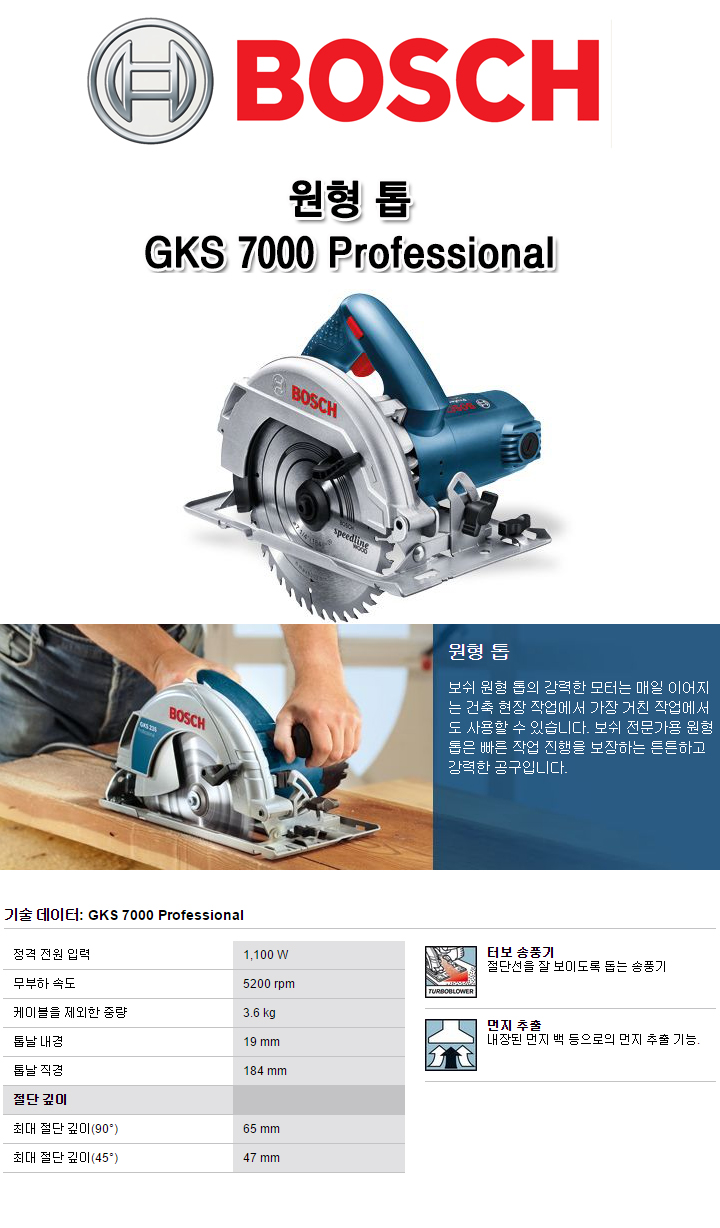 BOSCH
원형 톱
GKS 7000 Professional
BOSCH
BOSCH
BOSCH
speedline
WOOD
원형 톱
보쉬 원형 톱의 강력한 모터는 매일 이어지
는 건축 현장 작업에서 가장 거친 작업에서
도 사용할 수 있습니다. 보쉬 전문가용 원형
톱은 빠른 작업 진행을 보장하는 튼튼하고
강력한 공구입니다.
BOSCH
GKS 235
기술 데이터: GKS 7000 Professional
정격 전원 입력 1,100 W
무부하 속도 5200 rpm
케이블을 제외한 중량 3.6 kg
톱날 내경 19 mm
톱날 직경 184 mm
절단 깊이
최대 절단 깊이(90°) 65 mm
최대 절단 깊이(45°) 47 mm
TURBOBLOWER
터보 송풍기
절단선을 잘 보이도록 돕는 송풍기
먼지 추출
내장된 먼지 백 등으로의 먼지 추출 기능.